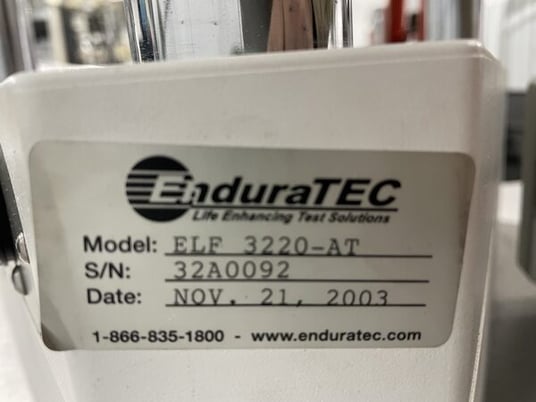 EnduraTEC
Life Enhancing Test Solutions
Model: ELF 3220-AT
S/N: 32A0092
Date: NOV. 21, 2003
1-866-835-1800 - www.enduratec.com